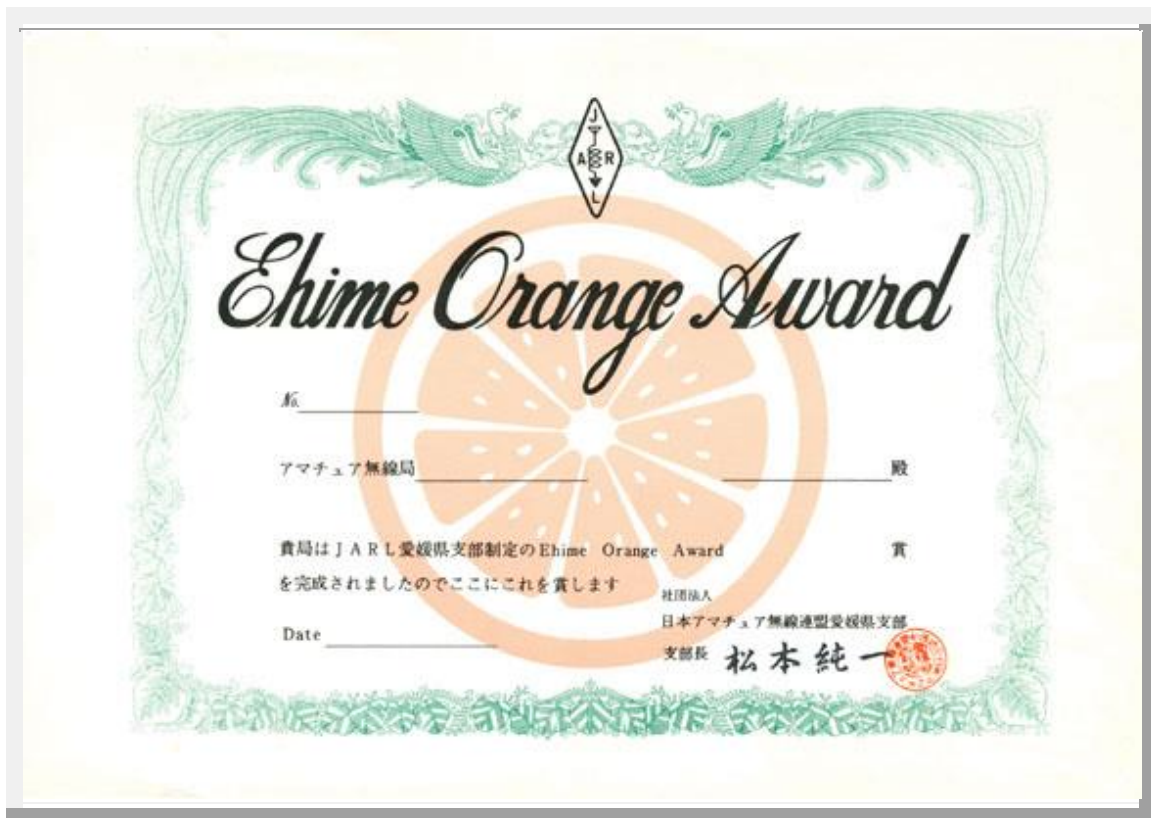 J
A R
L
Ehime Orange Award
No.
アマチュア無線局 殿
貴局はJARL愛媛県支部制定のEhime Orange Award 賞
を完成されましたのでここにこれを賞します
社団法人
日本アマチュア無線連盟愛媛県支部
Date
支部長 松本純一